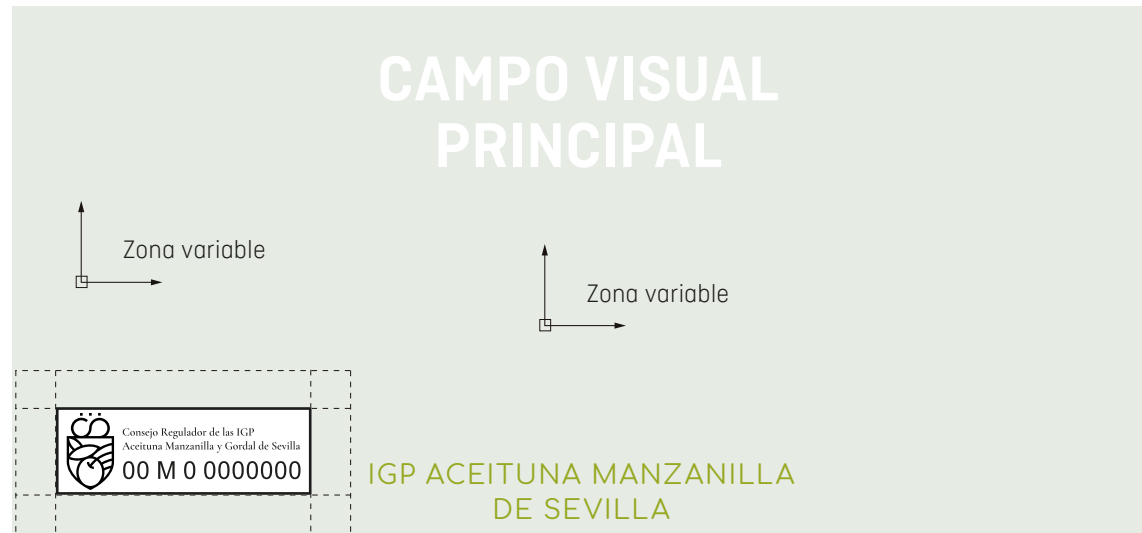 CAMPO VISUAL
PRINCIPAL
Zona variable
Zona variable
Consejo Regulador de las IGP
Aceituna Manzanilla y Gordal de Sevilla
00 M 0 0000000
IGP ACEITUNA MANZANILLA
DE SEVILLA